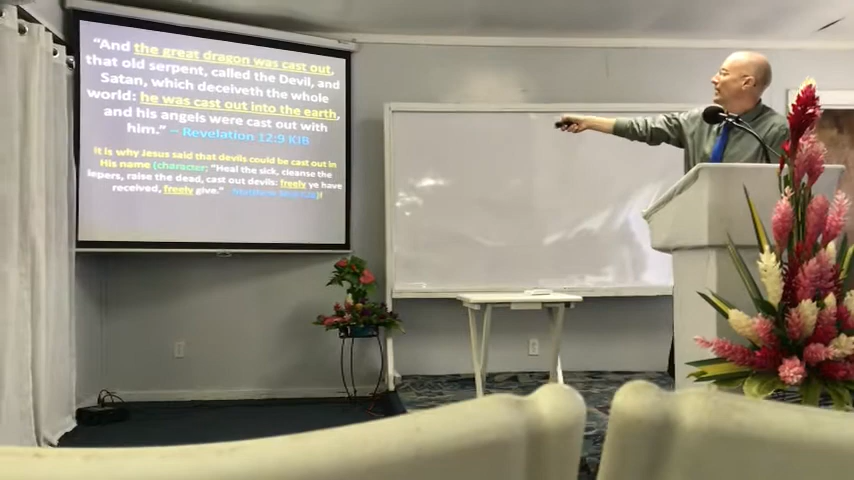 “And the great dragon was cast out,
that old serpent, called the Devil, and
Satan, which deceiveth the whole
world: he was cast out into the earth,
and his angels were cast out with
him.” – Revelation 12:9 KJB
It is why Jesus said that devils could be cast out in
His name (character; “Heal the sick, cleanse the
lepers, raise the dead, cast out devils: freely ye have
received, freely give.”